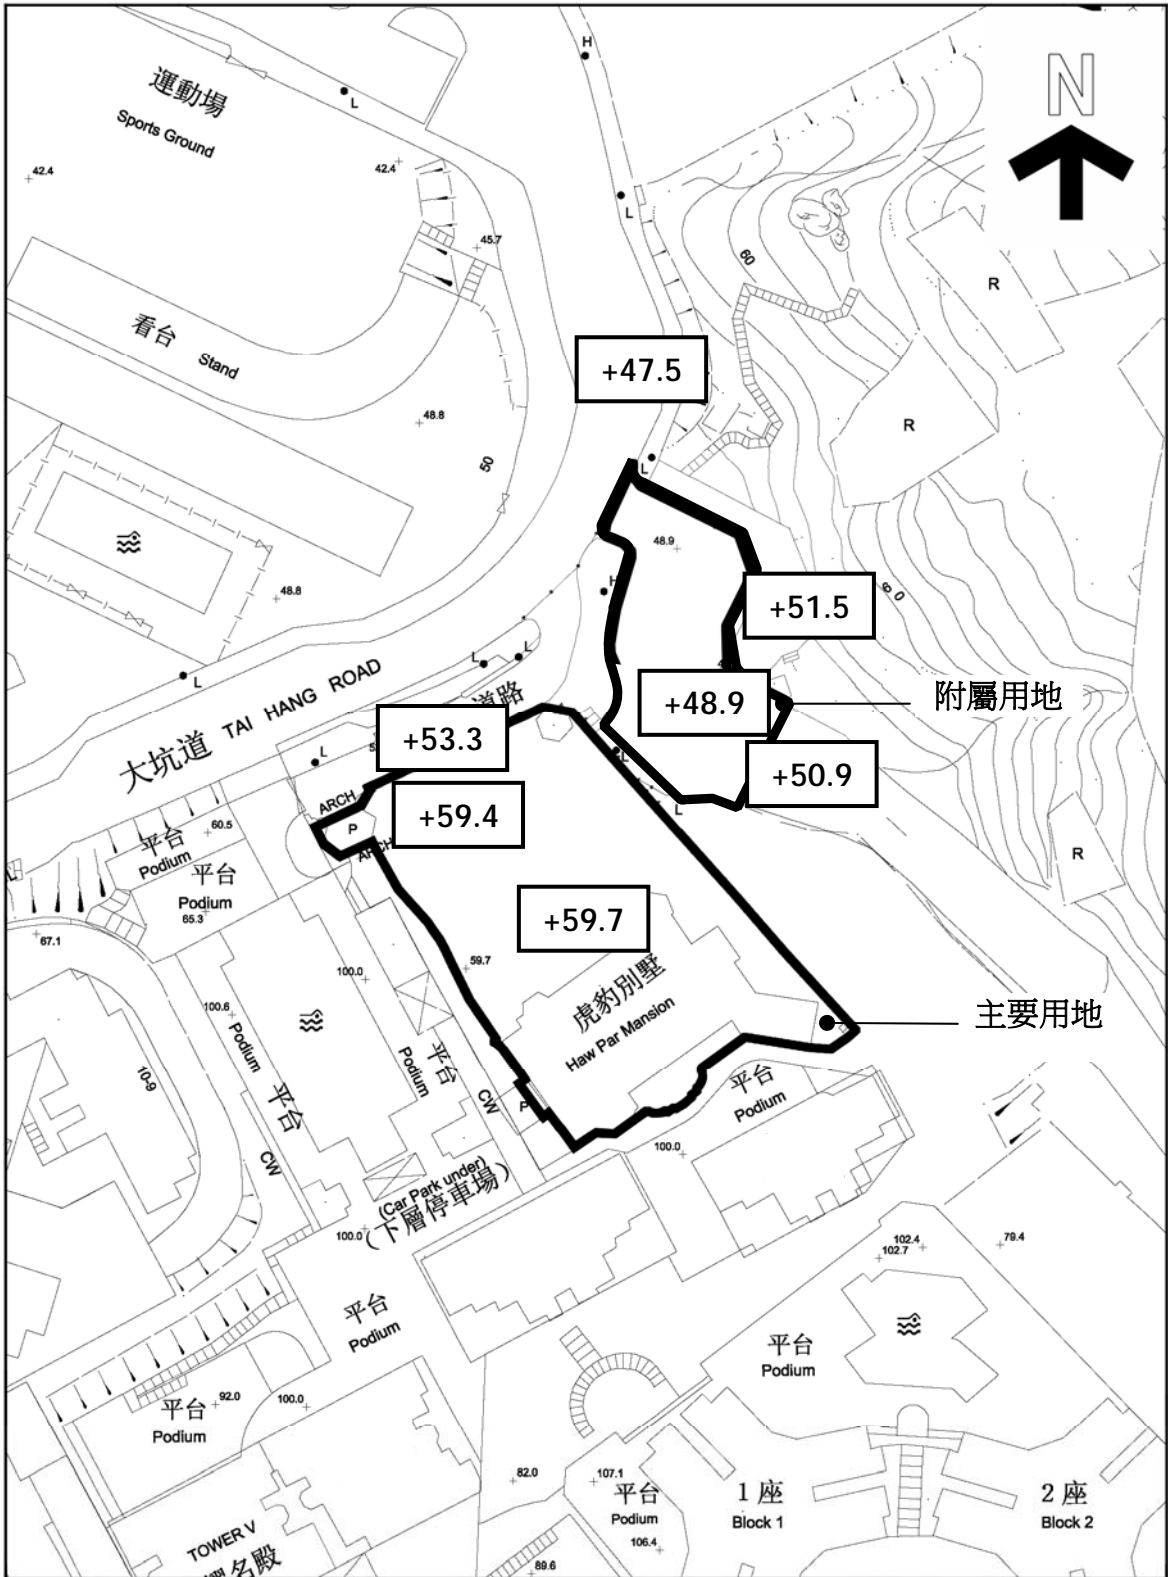 N
H
L
運動場
Sports Ground
42.4
42.4
L
45.7
60
R
看台
Stand
+47.5
48.8
R
50
L
48.9
48.8
H
+51.5
60
L
L
L
大坑道 TAI HANG ROAD
道路
+48.9
附屬用地
+53.3
L
L
+50.9
L
ARCH
P
ARCH
+59.4
60.5
平台
Podium
平台
Podium
65.3
R
67.1
+59.7
59.7
100.0
虎豹別墅
Haw Par Mansion
主要用地
100.6
Podium
平台
10-9
Podium
平台
CW
P
平台
Podium
CW
100.0
(Car Park under)
(下層停車場)
100.0
102.4
102.7
79.4
平台
Podium
平台
Podium
92.0
100.0
平台
Podium
82.0
107.1
平台
Podium
106.4
1 座
Block 1
2 座
Block 2
TOWER V
名殿
89.6